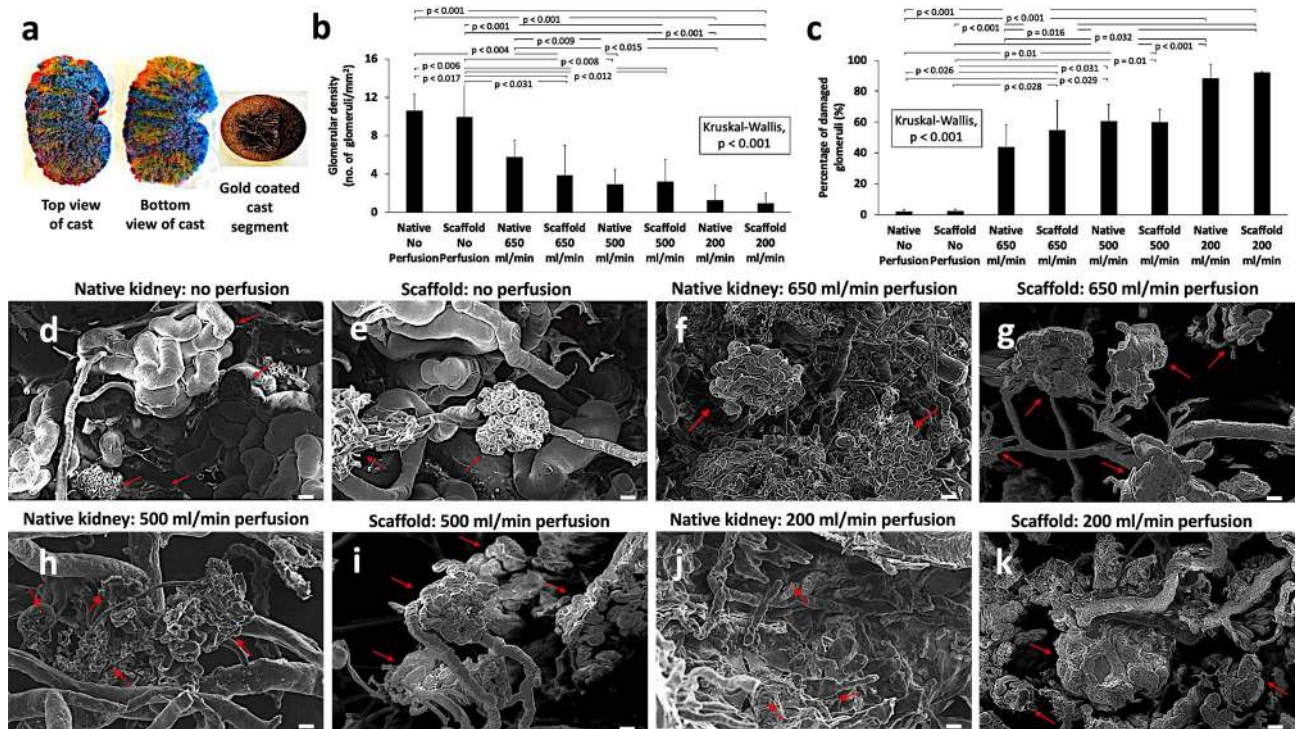 a
Top view
of cast
Bottom
view of cast
Gold coated
cast
segment
b
p < 0.001
p < 0.001
p < 0.001
p < 0.001
p < 0.009
p < 0.004
p < 0.015
p < 0.008
p < 0.006
p < 0.012
p < 0.017
p < 0.031
Glomerular density
(no. of glomeruli/mm²)
16
12
8
4
0
Kruskal-Wallis,
p < 0.001
Native
No
Perfusion
Scaffold
No
Perfusion
Native
650
ml/min
Scaffold
650
ml/min
Native
500
ml/min
Scaffold
500
ml/min
Native
200
ml/min
Scaffold
200
ml/min
c
p < 0.001
p < 0.001
p < 0.001
p = 0.016
p = 0.032
p < 0.001
p = 0.01
p = 0.01
p < 0.031
p < 0.026
p < 0.029
p < 0.028
Percentage of damaged
glomeruli (%)
100
80
60
40
20
0
Kruskal-Wallis,
p < 0.001
Native
No
Perfusion
Scaffold
No
Perfusion
Native
650
ml/min
Scaffold
650
ml/min
Native
500
ml/min
Scaffold
500
ml/min
Native
200
ml/min
Scaffold
200
ml/min
Native kidney: no perfusion
d
Scaffold: no perfusion
e
Native kidney: 650 ml/min perfusion
f
Scaffold: 650 ml/min perfusion
g
Native kidney: 500 ml/min perfusion
h
Scaffold: 500 ml/min perfusion
i
Native kidney: 200 ml/min perfusion
j
Scaffold: 200 ml/min perfusion
k